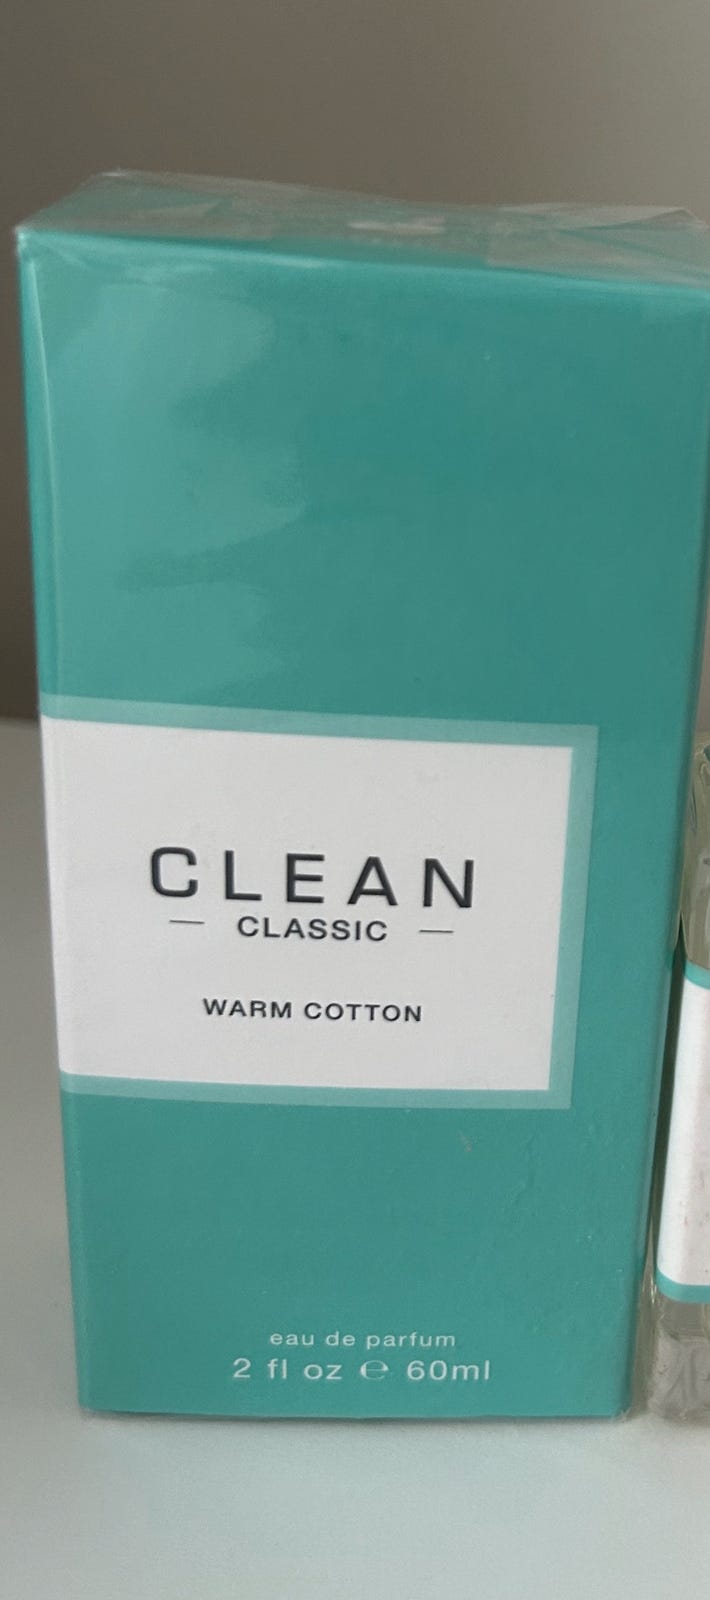 CLEAN
— CLASSIC —
WARM COTTON
eau de parfum
2 fl oz ℮ 60ml